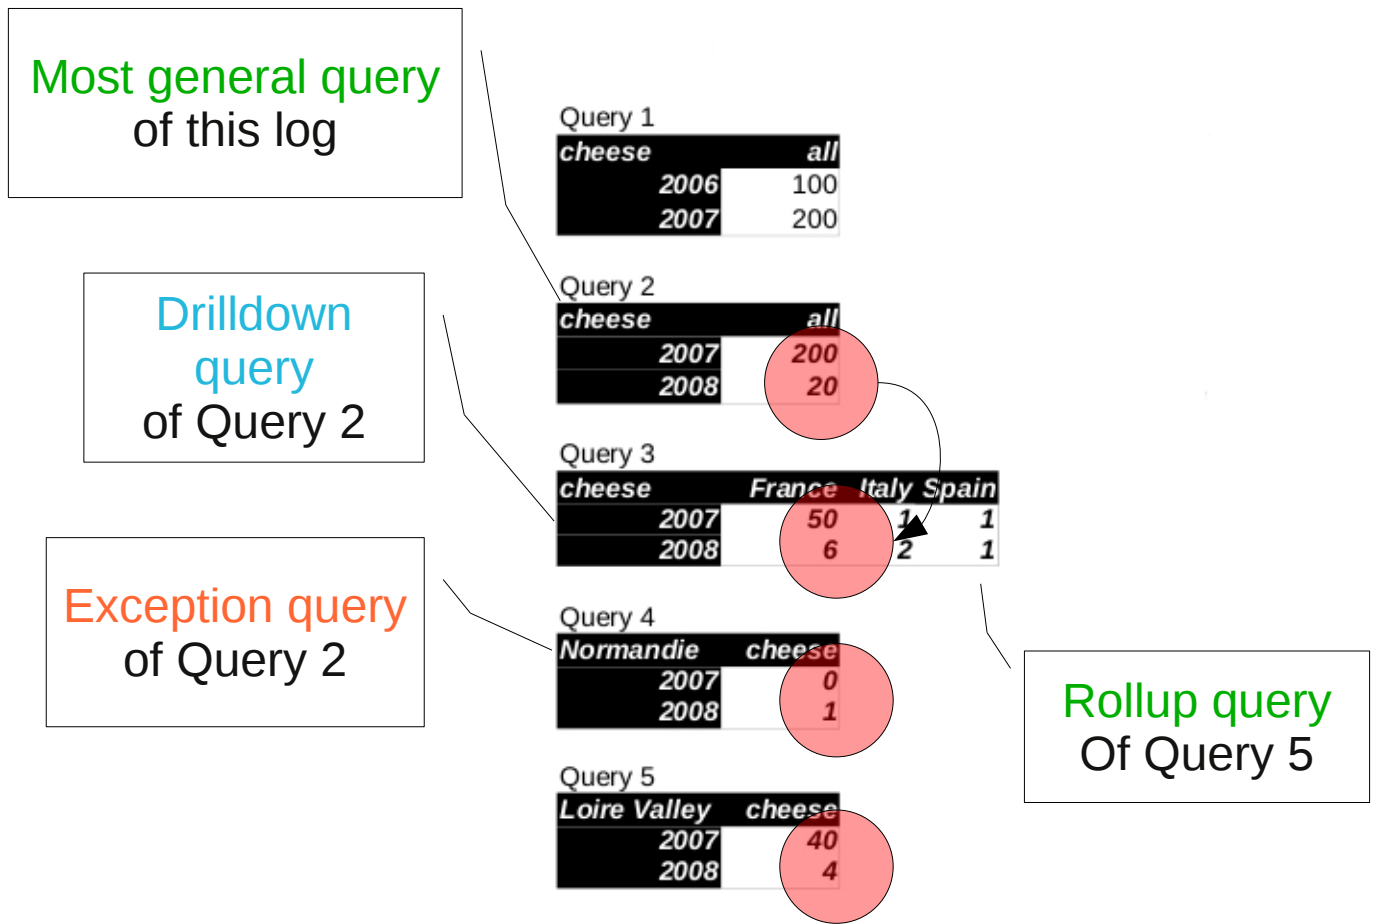 Most general query
of this log
Query 1
cheese all
2006 100
2007 200
Drilldown
query
of Query 2
Query 2
cheese all
2007 200
2008 20
Query 3
cheese France Italy Spain
2007 50 1 1
2008 6 2 1
Exception query
of Query 2
Query 4
Normandie cheese
2007 0
2008 1
Rollup query
Of Query 5
Query 5
Loire Valley cheese
2007 40
2008 4